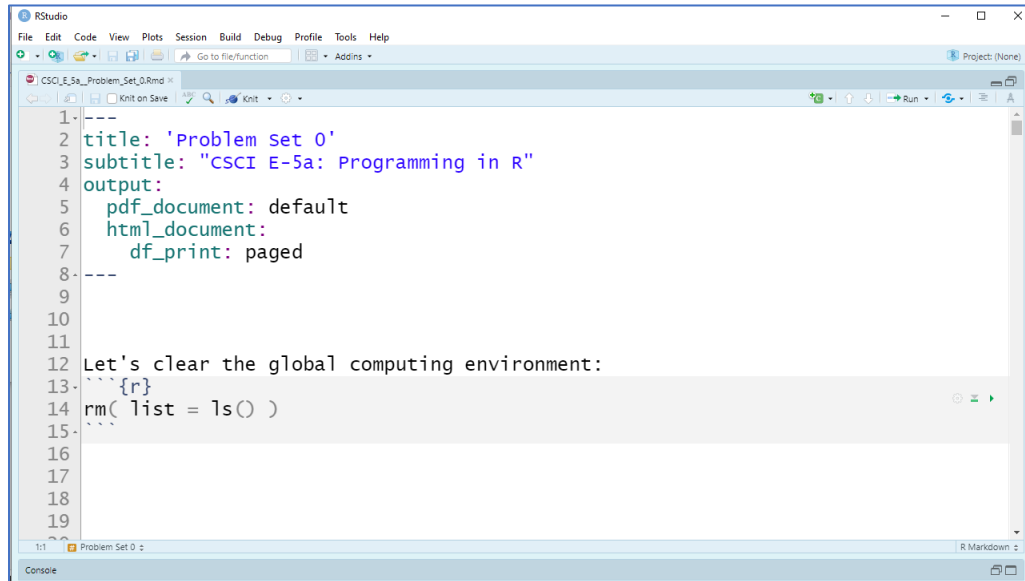 RStudio
File Edit Code View Plots Session Build Debug Profile Tools Help
Go to file/function Addins Project: (None)
CSCI_E_5a__Problem_Set_0.Rmd
Knit on Save ABC Knit Run
1 ---
2 title: 'Problem Set 0'
3 subtitle: "CSCI E-5a: Programming in R"
4 output:
5 pdf_document: default
6 html_document:
7 df_print: paged
8 ---
9
10
11
12 Let's clear the global computing environment:
13 ```{r}
14 rm( list = ls() )
15 ```
16
17
18
19
1:1 Problem Set 0 R Markdown
Console